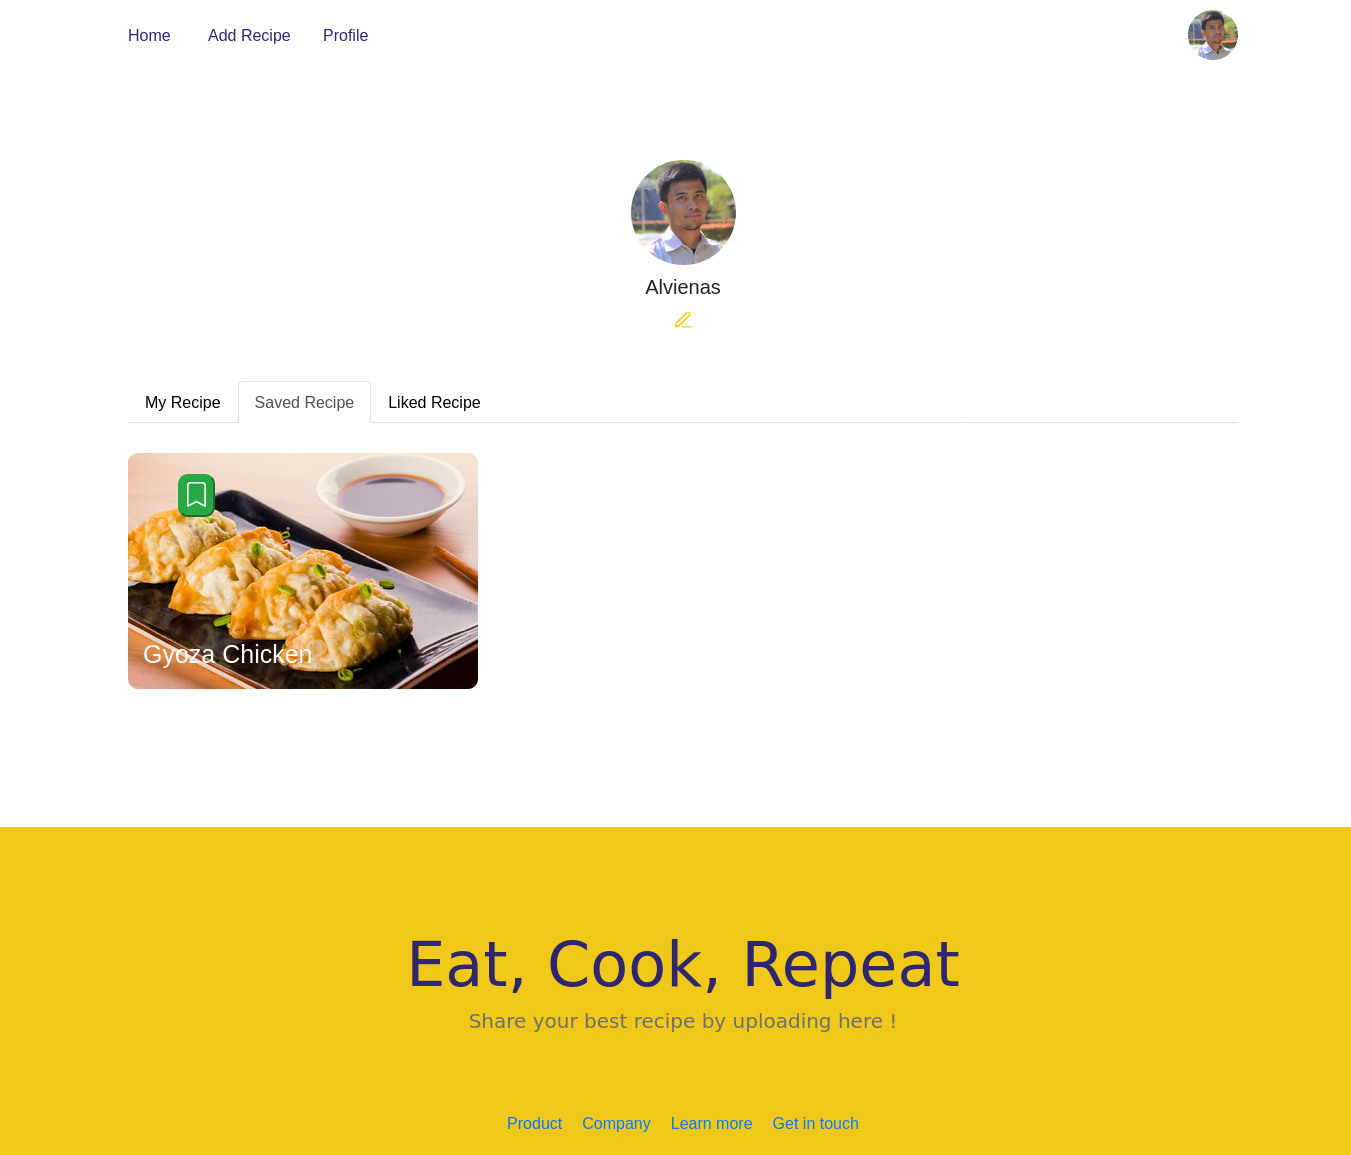 Home Add Recipe Profile
Alvienas
My Recipe Saved Recipe Liked Recipe
Gyoza Chicken
Eat, Cook, Repeat
Share your best recipe by uploading here !
Product Company Learn more Get in touch